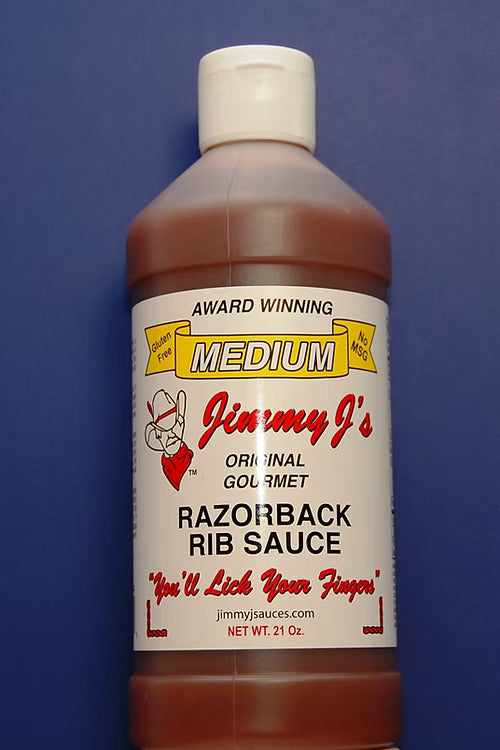 AWARD WINNING
Gluten
Free
MEDIUM
No
MSG
Jimmy J's
TM
ORIGINAL
GOURMET
RAZORBACK
RIB SAUCE
"You'll Lick Your Fingers"
jimmyjsauces.com
NET WT. 21 Oz.